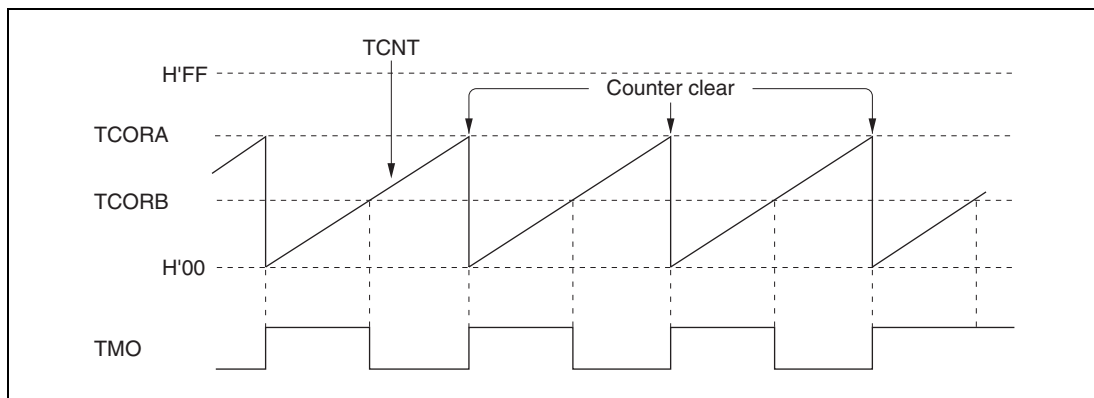 TCNT
H'FF
Counter clear
TCORA
TCORB
H'00
TMO